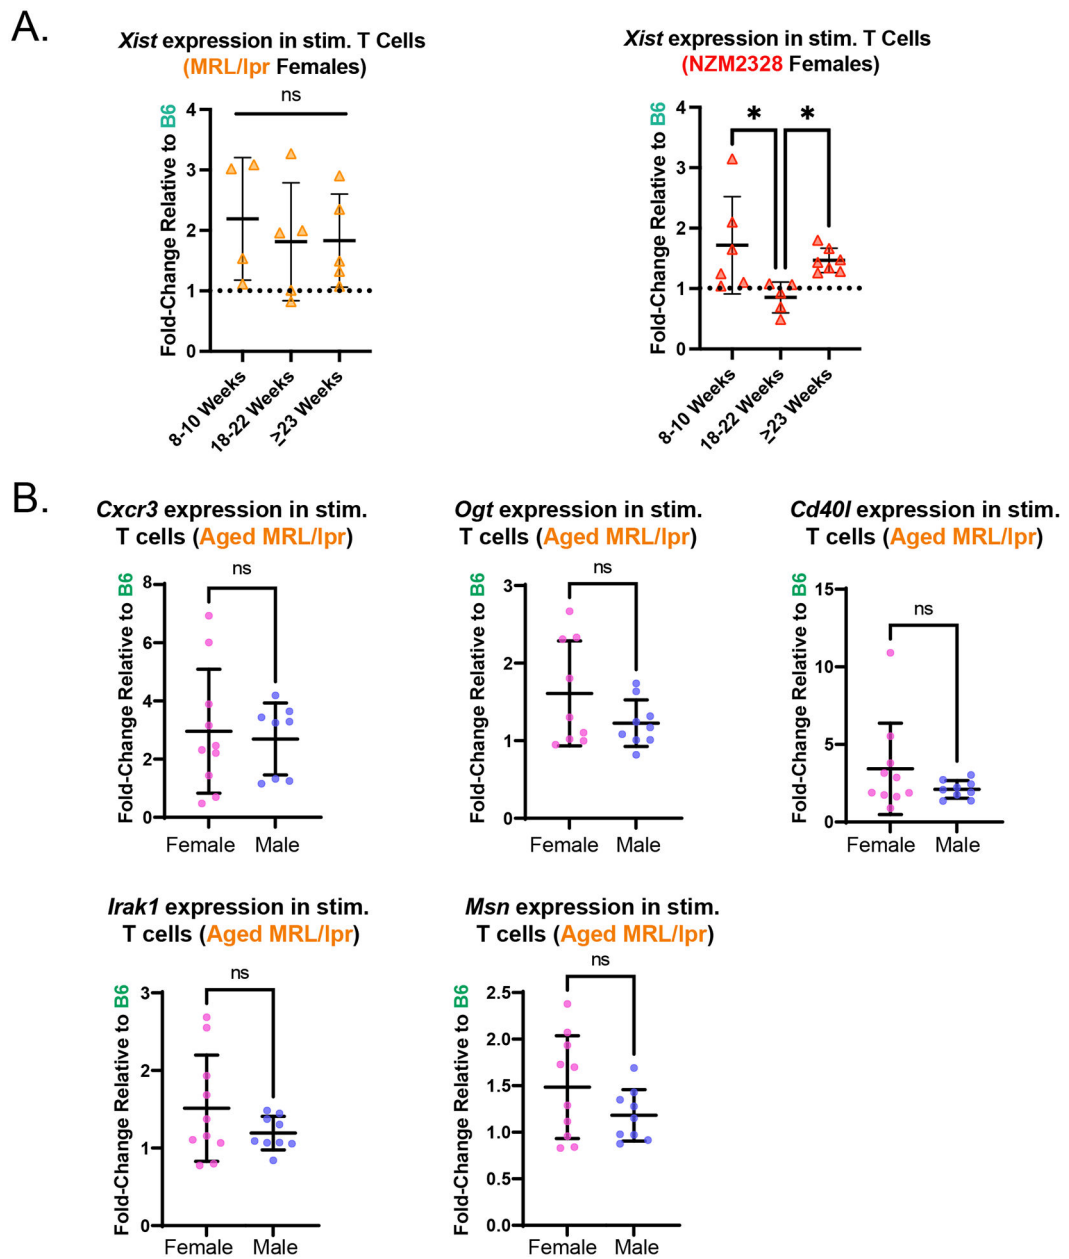 A.
Xist expression in stim. T Cells
(MRL/lpr Females)
ns
Fold-Change Relative to B6
4
3
2
1
0
8-10 Weeks
18-22 Weeks
≥23 Weeks
Xist expression in stim. T Cells
(NZM2328 Females)
* *
Fold-Change Relative to B6
4
3
2
1
0
8-10 Weeks
18-22 Weeks
≥23 Weeks
B.
Cxcr3 expression in stim.
T cells (Aged MRL/lpr)
ns
Fold-Change Relative to B6
8
6
4
2
0
Female Male
Ogt expression in stim.
T cells (Aged MRL/lpr)
ns
Fold-Change Relative to B6
3
2
1
0
Female Male
Cd40l expression in stim.
T cells (Aged MRL/lpr)
ns
Fold-Change Relative to B6
15
10
5
0
Female Male
Irak1 expression in stim.
T cells (Aged MRL/lpr)
ns
Fold-Change Relative to B6
3
2
1
0
Female Male
Msn expression in stim.
T cells (Aged MRL/lpr)
ns
Fold-Change Relative to B6
2.5
2.0
1.5
1.0
0.5
0.0
Female Male